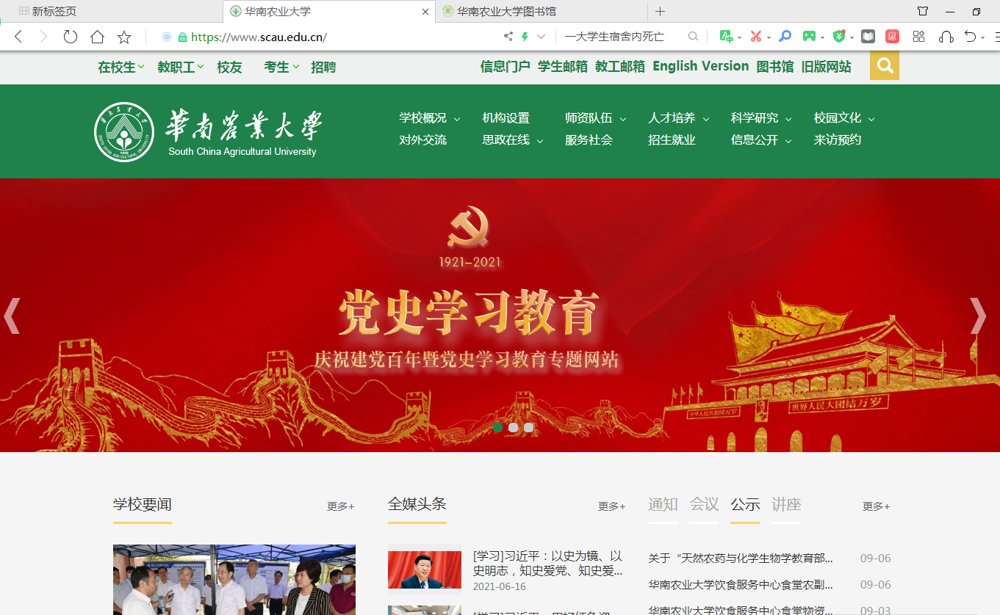 新标签页
华南农业大学
华南农业大学图书馆
https://www.scau.edu.cn/
一大学生宿舍内死亡
在校生 教职工 校友 考生 招聘
信息门户 学生邮箱 教工邮箱 English Version 图书馆 旧版网站
華南农業大学
South China Agricultural University
学校概况 机构设置 师资队伍 人才培养 科学研究 校园文化
对外交流 思政在线 服务社会 招生就业 信息公开 来访预约
1921-2021
党史学习教育
庆祝建党百年暨党史学习教育专题网站
中华人民共和国万岁
世界人民大团结万岁
学校要闻 更多+
全媒头条 更多+
通知 会议 公示 讲座 更多+
[学习]习近平：以史为镜、以
史明志，知史爱党、知史爱...
2021-06-16
关于“天然农药与化学生物学教育部... 09-06
华南农业大学饮食服务中心食堂农副... 09-06
华南农业大学饮食服务中心食堂物资... 09-03